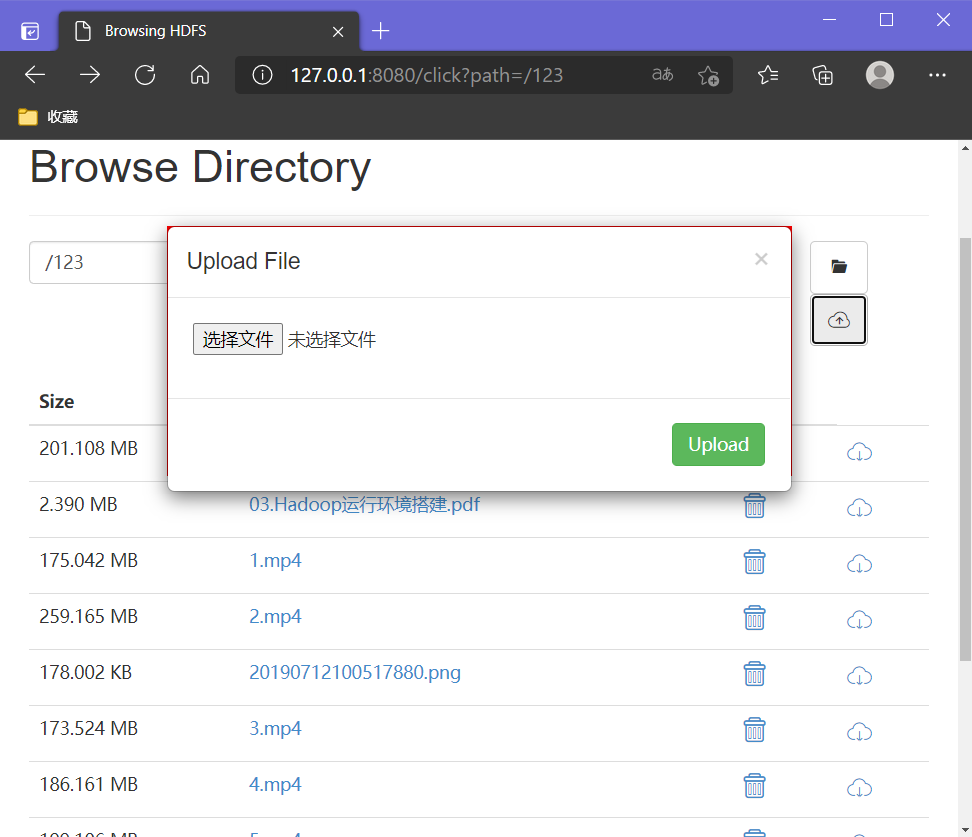 Browsing HDFS
127.0.0.1:8080/click?path=/123
aあ
收藏
Browse Directory
/123
Upload File
选择文件 未选择文件
Upload
Size
201.108 MB
2.390 MB 03.Hadoop运行环境搭建.pdf
175.042 MB 1.mp4
259.165 MB 2.mp4
178.002 KB 20190712100517880.png
173.524 MB 3.mp4
186.161 MB 4.mp4